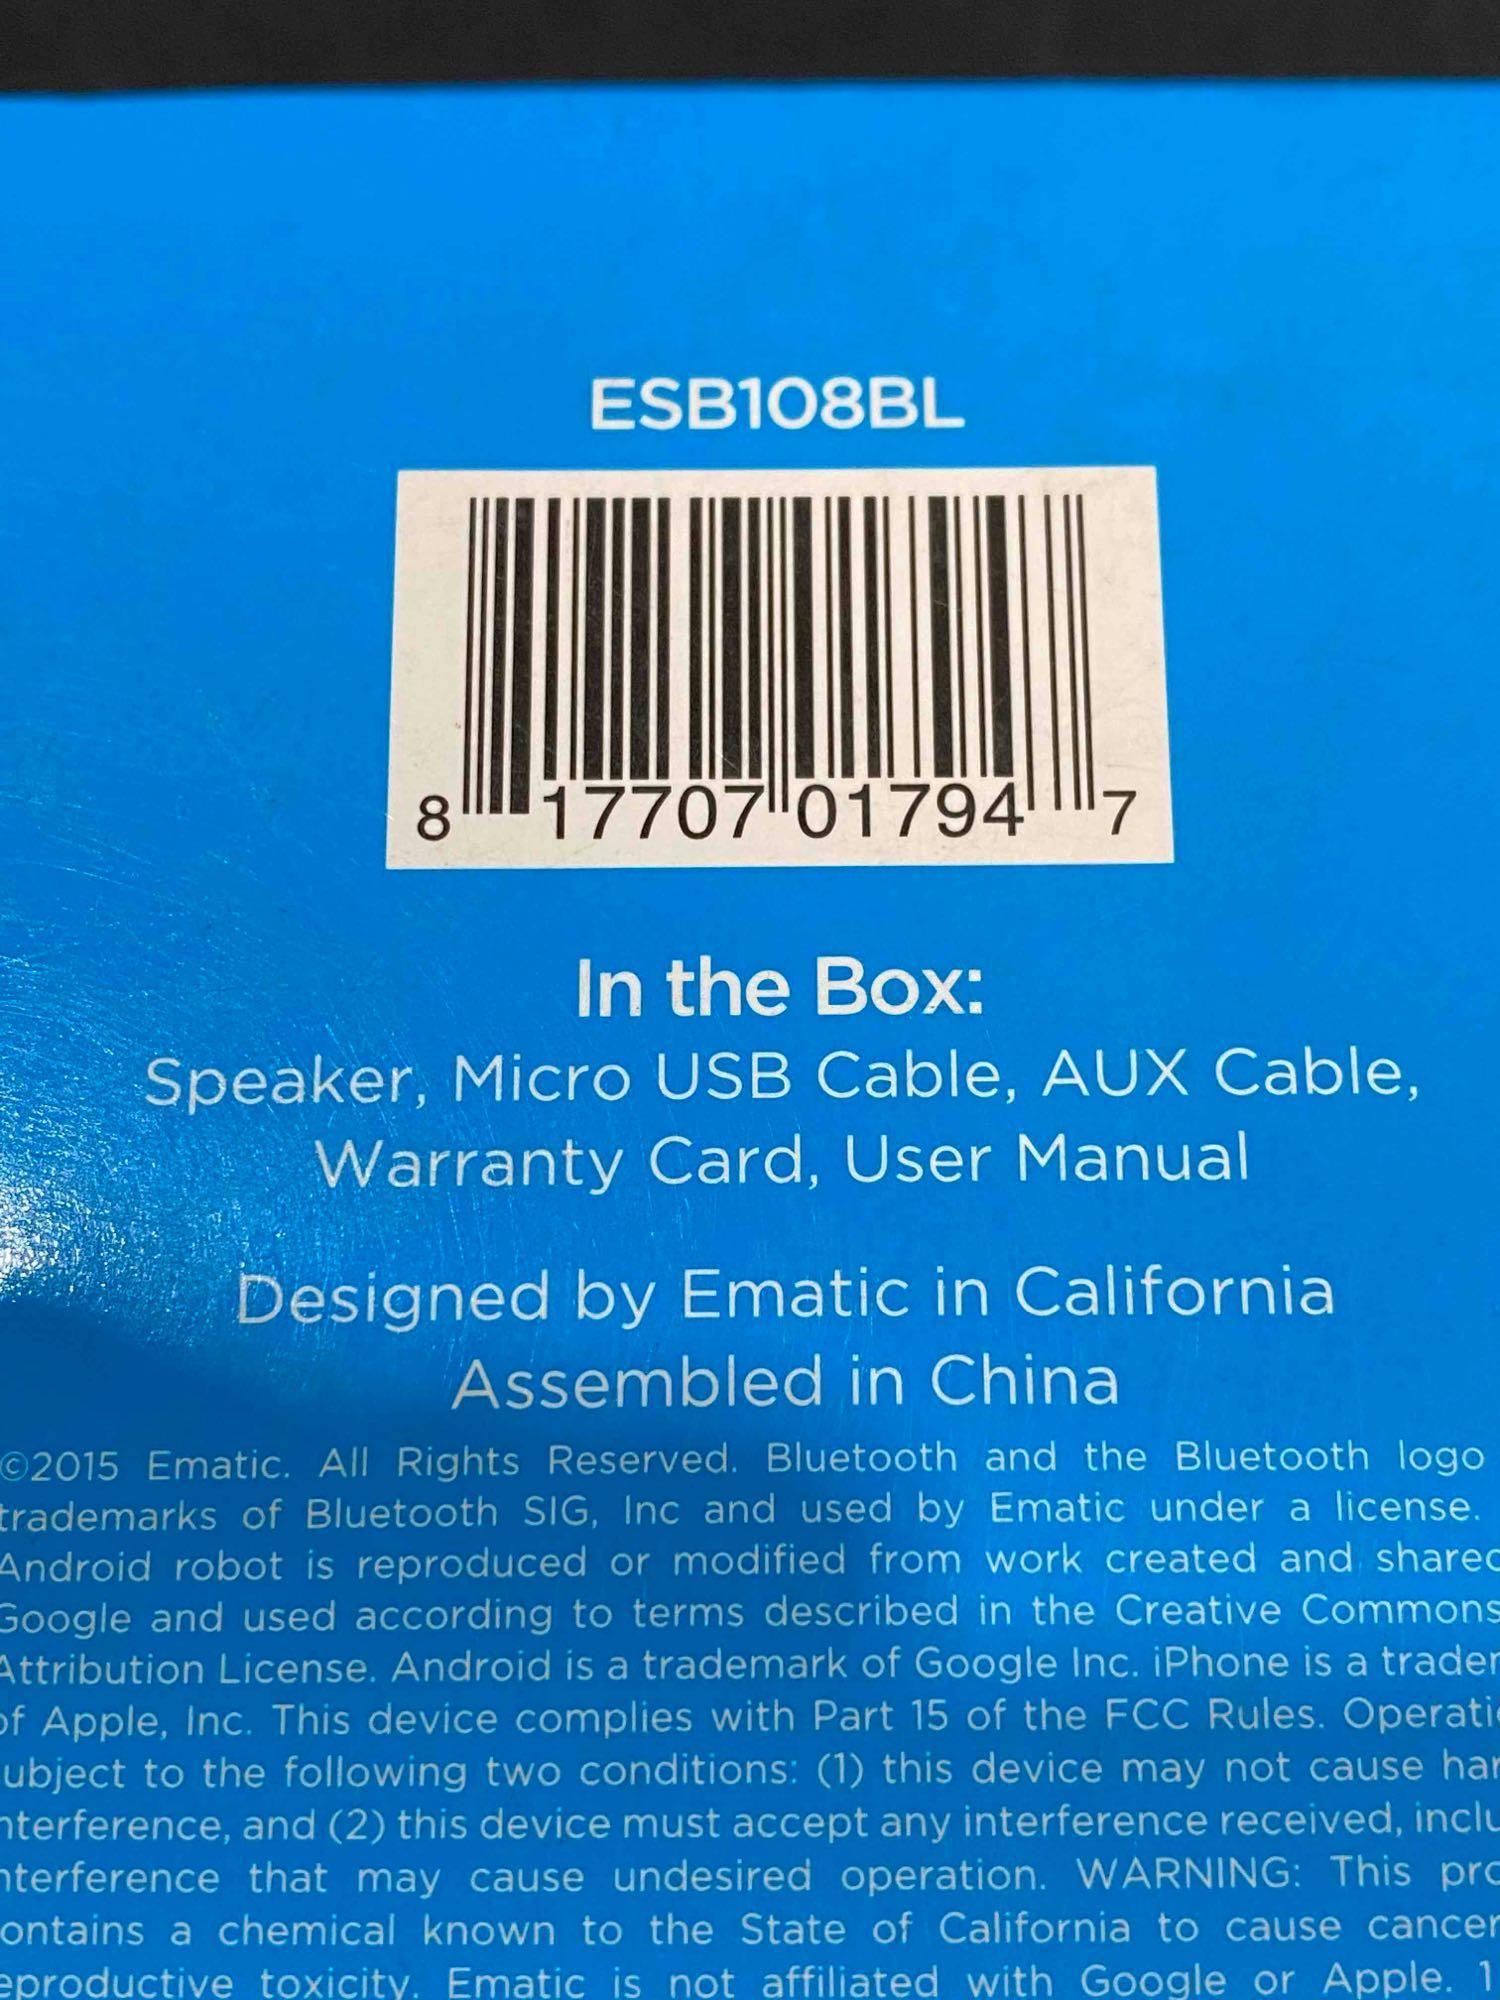 ESB108BL
8 17707 01794 7
In the Box:
Speaker, Micro USB Cable, AUX Cable,
Warranty Card, User Manual
Designed by Ematic in California
Assembled in China
©2015 Ematic. All Rights Reserved. Bluetooth and the Bluetooth logo
trademarks of Bluetooth SIG, Inc and used by Ematic under a license.
Android robot is reproduced or modified from work created and shared
Google and used according to terms described in the Creative Commons
Attribution License. Android is a trademark of Google Inc. iPhone is a
of Apple, Inc. This device complies with Part 15 of the FCC Rules.
to the following two conditions: (1) this device may not cause
and (2) this device must accept any interference received,
that may cause undesired operation. WARNING: This
a chemical known to the State of California to cause cancer
toxicity. Ematic is not affiliated with Google or Apple.